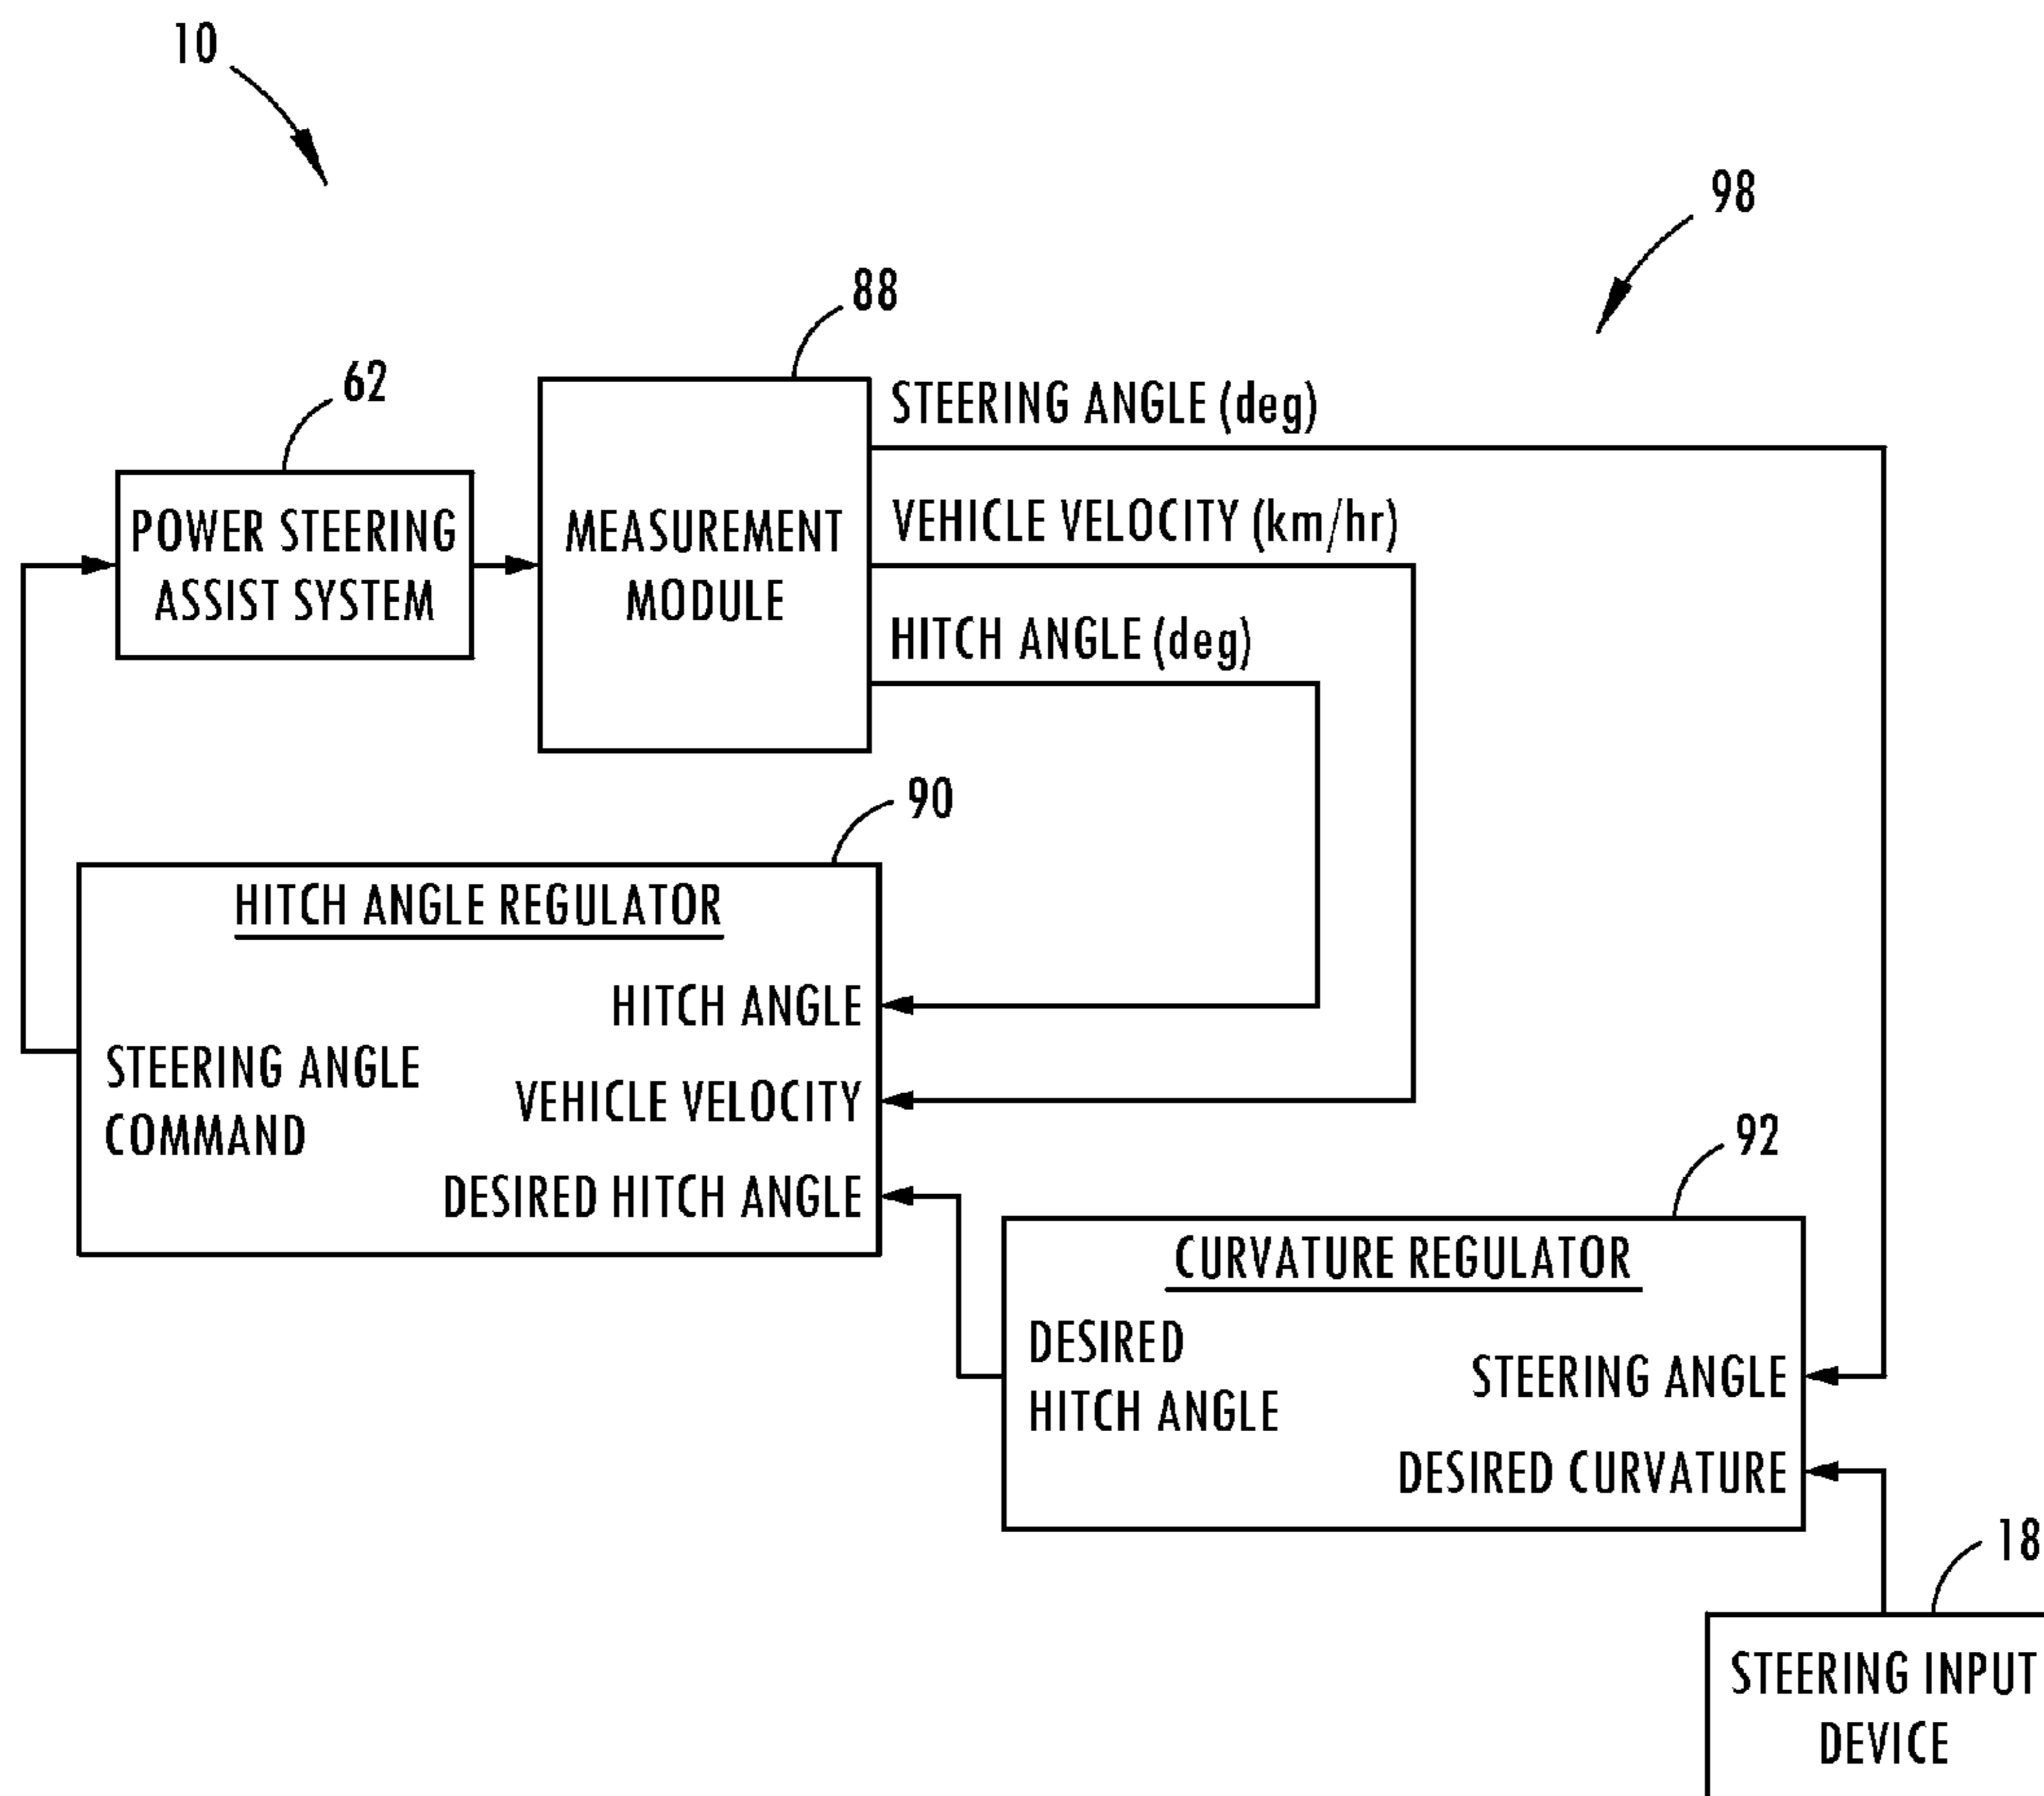 10
98
88
62
STEERING ANGLE (deg)
VEHICLE VELOCITY (km/hr)
HITCH ANGLE (deg)
POWER STEERING
ASSIST SYSTEM
MEASUREMENT
MODULE
90
HITCH ANGLE REGULATOR
HITCH ANGLE
VEHICLE VELOCITY
DESIRED HITCH ANGLE
STEERING ANGLE
COMMAND
92
CURVATURE REGULATOR
DESIRED
HITCH ANGLE
STEERING ANGLE
DESIRED CURVATURE
18
STEERING INPUT
DEVICE